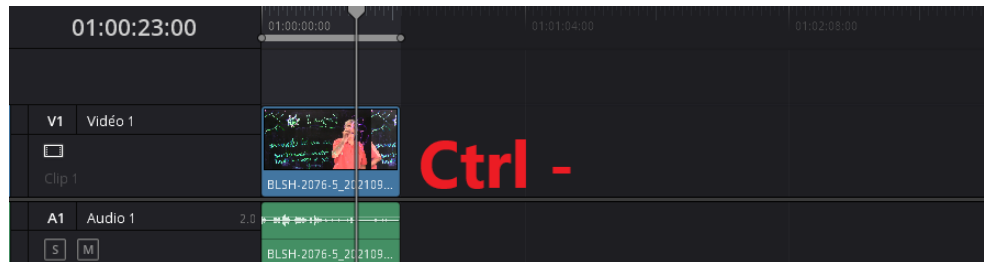 01:00:23:00
01:00:00:00
01:01:04:00
01:02:08:00
V1 Vidéo 1
Clip 1
BLSH-2076-5_202109...
Ctrl -
A1 Audio 1 2.0
S M
BLSH-2076-5_202109...